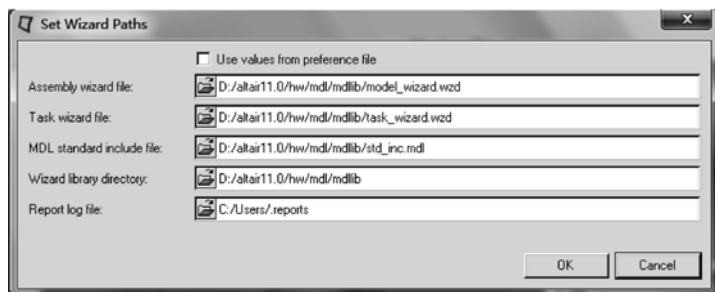 Set Wizard Paths
Use values from preference file
Assembly wizard file: D:/altair11.0/hw/mdl/mdllib/model_wizard.wzd
Task wizard file: D:/altair11.0/hw/mdl/mdllib/task_wizard.wzd
MDL standard include file: D:/altair11.0/hw/mdl/mdllib/std_inc.mdl
Wizard library directory: D:/altair11.0/hw/mdl/mdllib
Report log file: C:/Users/.reports
OK Cancel